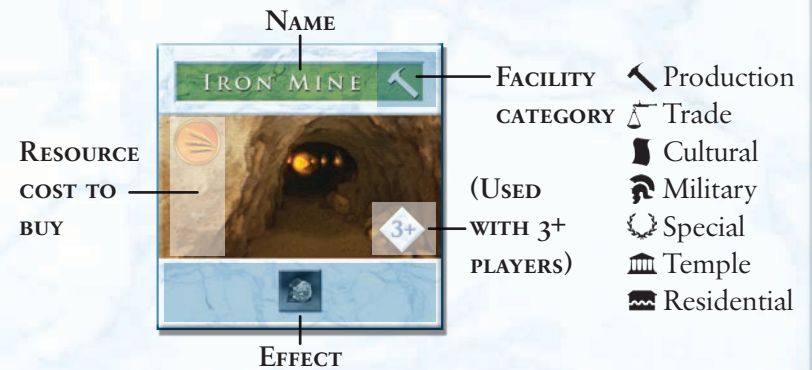 NAME
IRON MINE
FACILITY
CATEGORY
Production
Trade
Cultural
Military
Special
Temple
Residential
RESOURCE
COST TO
BUY
(USED
WITH 3+
PLAYERS)
3+
EFFECT